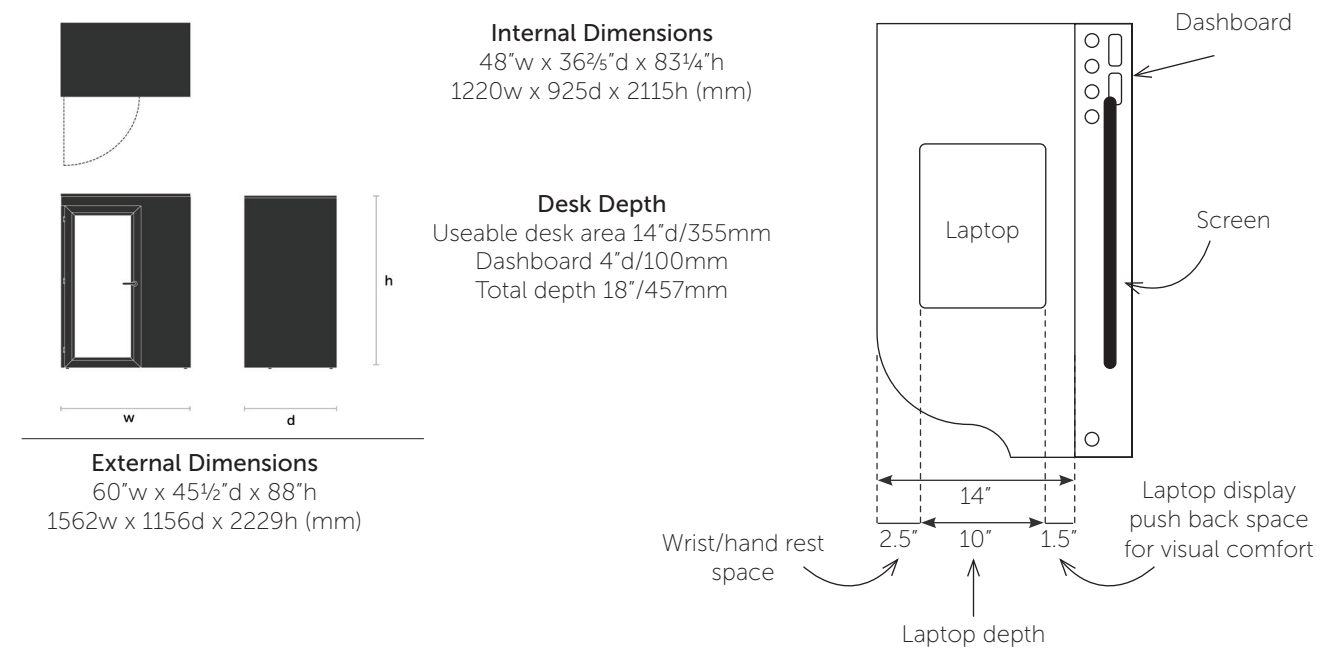 Internal Dimensions
48”w x 36⅖”d x 83¼”h
1220w x 925d x 2115h (mm)
Desk Depth
Useable desk area 14”d/355mm
Dashboard 4”d/100mm
Total depth 18”/457mm
h
w
d
External Dimensions
60”w x 45½”d x 88”h
1562w x 1156d x 2229h (mm)
Dashboard
Laptop
Screen
14”
2.5”
10”
1.5”
Wrist/hand rest
space
Laptop depth
Laptop display
push back space
for visual comfort